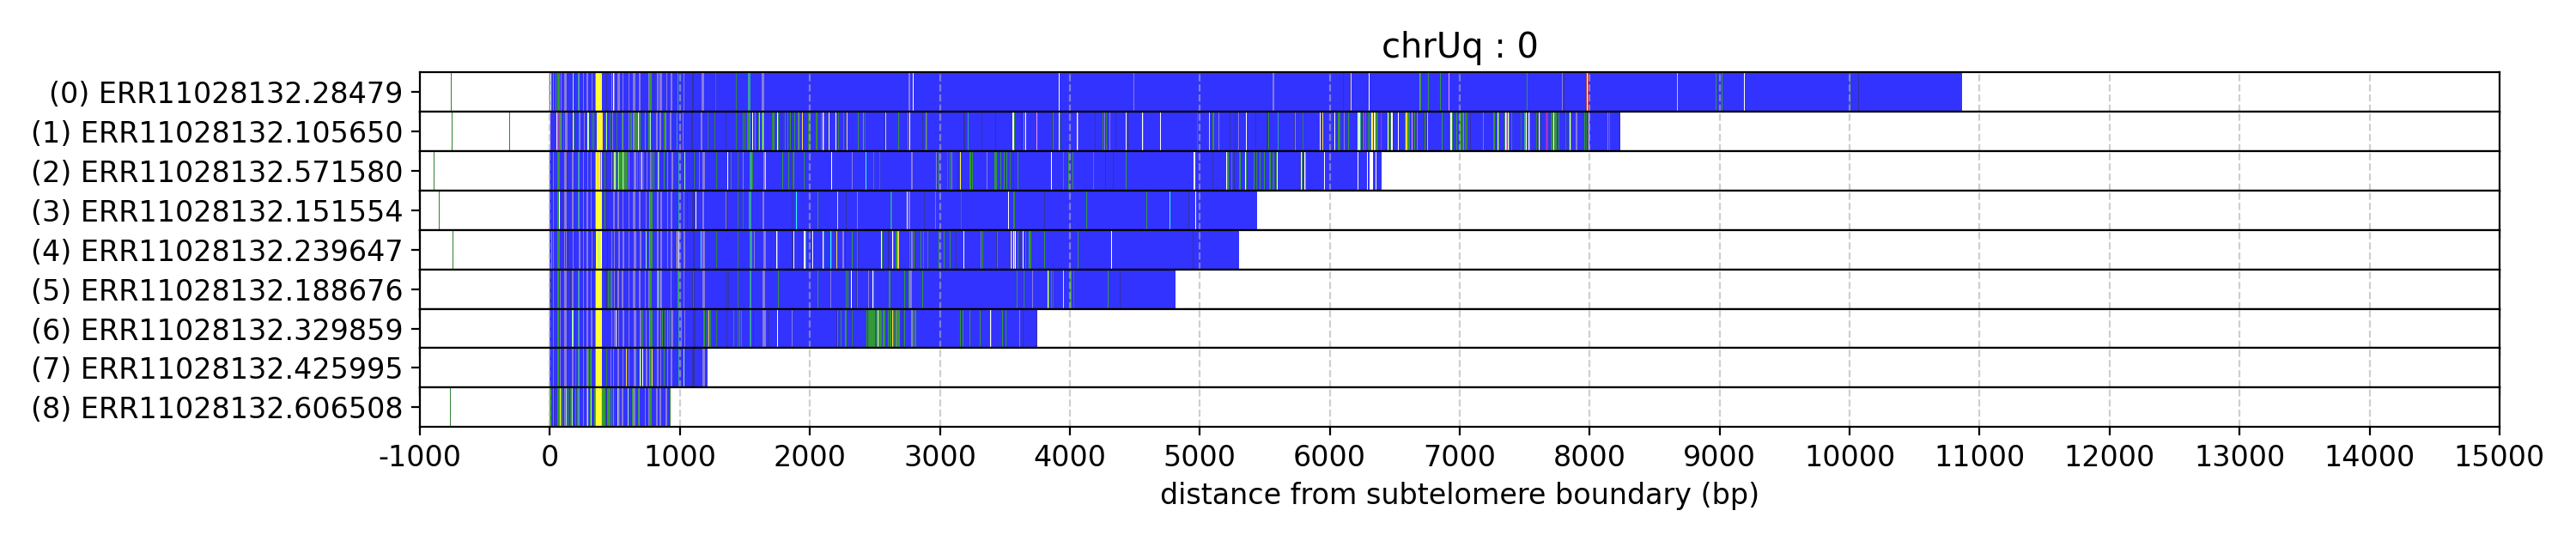 chrUq : 0
(0) ERR11028132.28479
(1) ERR11028132.105650
(2) ERR11028132.571580
(3) ERR11028132.151554
(4) ERR11028132.239647
(5) ERR11028132.188676
(6) ERR11028132.329859
(7) ERR11028132.425995
(8) ERR11028132.606508
-1000 0 1000 2000 3000 4000 5000 6000 7000 8000 9000 10000 11000 12000 13000 14000 15000
distance from subtelomere boundary (bp)